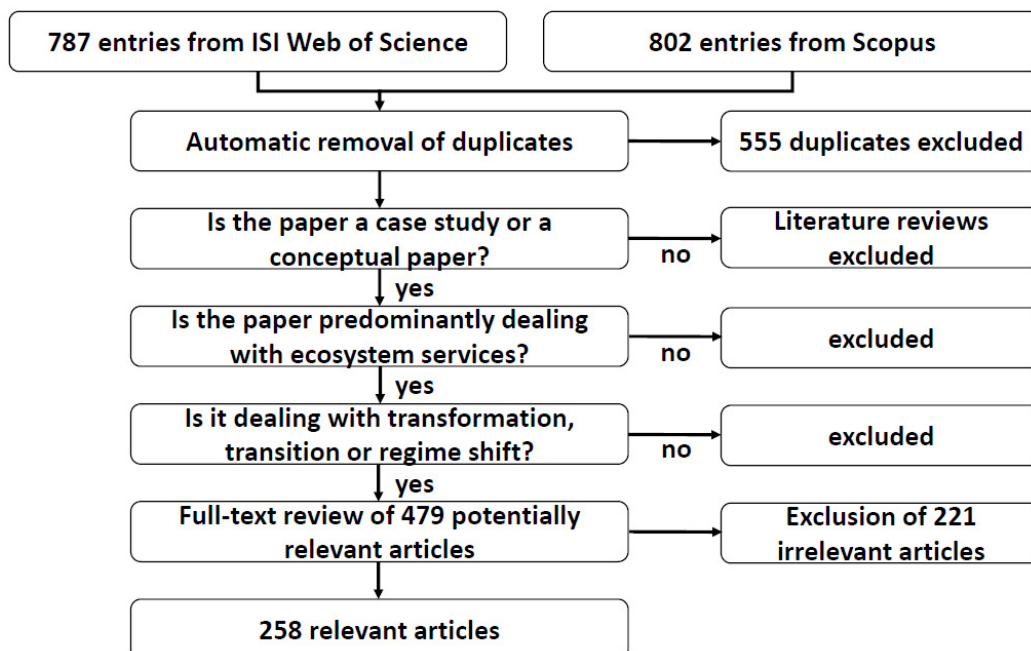 787 entries from ISI Web of Science
802 entries from Scopus
Automatic removal of duplicates
555 duplicates excluded
Is the paper a case study or a
conceptual paper?
no
Literature reviews
excluded
yes
Is the paper predominantly dealing
with ecosystem services?
no
excluded
yes
Is it dealing with transformation,
transition or regime shift?
no
excluded
yes
Full-text review of 479 potentially
relevant articles
Exclusion of 221
irrelevant articles
258 relevant articles